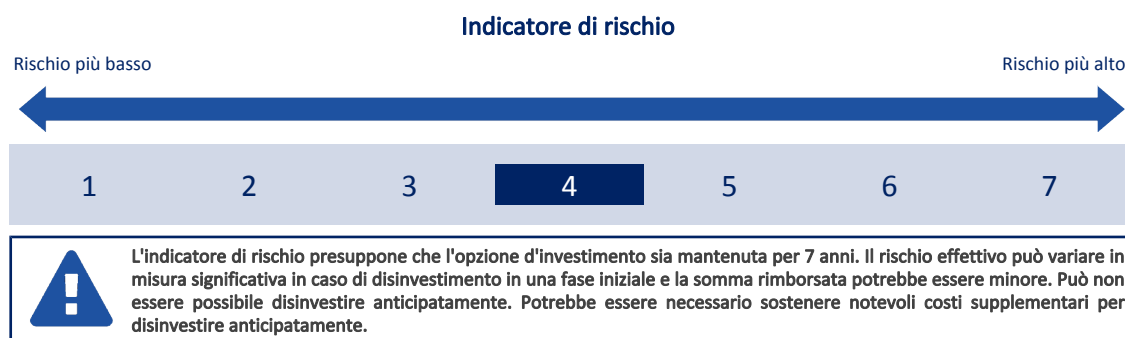 Indicatore di rischio
Rischio più basso
Rischio più alto
1 2 3 4 5 6 7
L'indicatore di rischio presuppone che l'opzione d'investimento sia mantenuta per 7 anni. Il rischio effettivo può variare in
misura significativa in caso di disinvestimento in una fase iniziale e la somma rimborsata potrebbe essere minore. Può non
essere possibile disinvestire anticipatamente. Potrebbe essere necessario sostenere notevoli costi supplementari per
disinvestire anticipatamente.